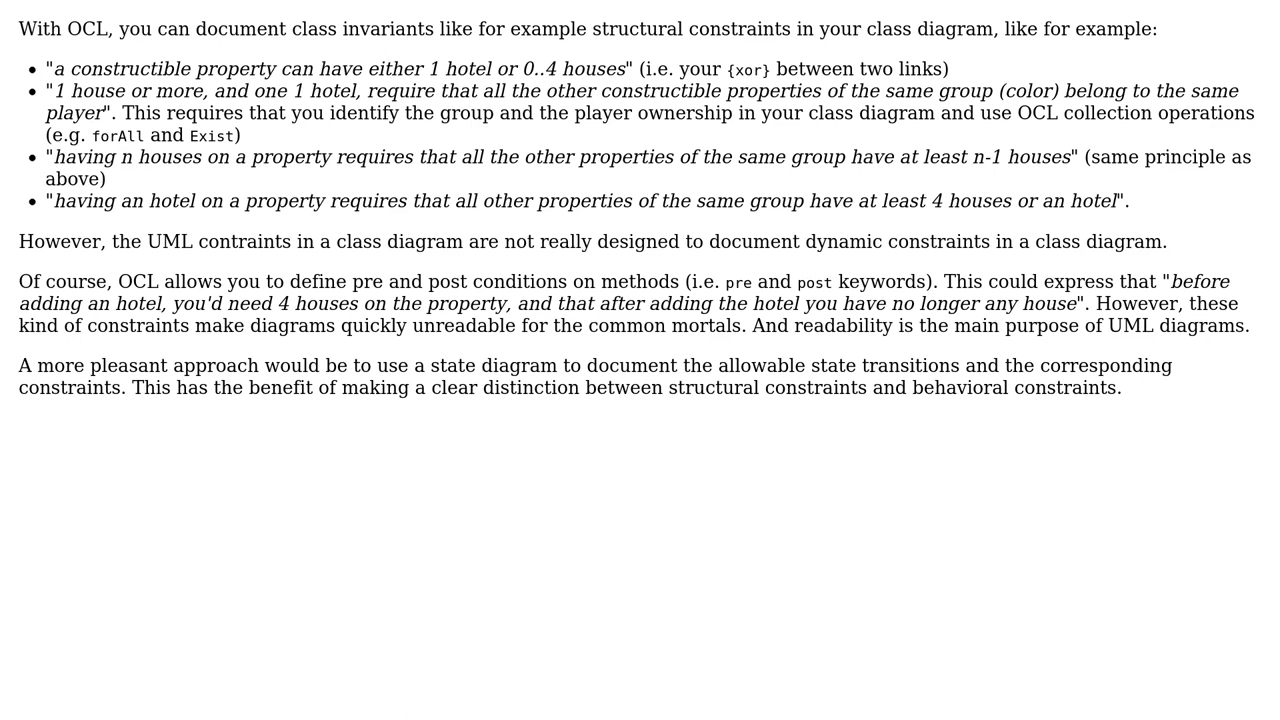 With OCL, you can document class invariants like for example structural constraints in your class diagram, like for example:
• "a constructible property can have either 1 hotel or 0..4 houses" (i.e. your {xor} between two links)
• "1 house or more, and one 1 hotel, require that all the other constructible properties of the same group (color) belong to the same
player". This requires that you identify the group and the player ownership in your class diagram and use OCL collection operations
(e.g. forAll and Exist)
• "having n houses on a property requires that all the other properties of the same group have at least n-1 houses" (same principle as
above)
• "having an hotel on a property requires that all other properties of the same group have at least 4 houses or an hotel".
However, the UML contraints in a class diagram are not really designed to document dynamic constraints in a class diagram.
Of course, OCL allows you to define pre and post conditions on methods (i.e. pre and post keywords). This could express that "before
adding an hotel, you'd need 4 houses on the property, and that after adding the hotel you have no longer any house". However, these
kind of constraints make diagrams quickly unreadable for the common mortals. And readability is the main purpose of UML diagrams.
A more pleasant approach would be to use a state diagram to document the allowable state transitions and the corresponding
constraints. This has the benefit of making a clear distinction between structural constraints and behavioral constraints.